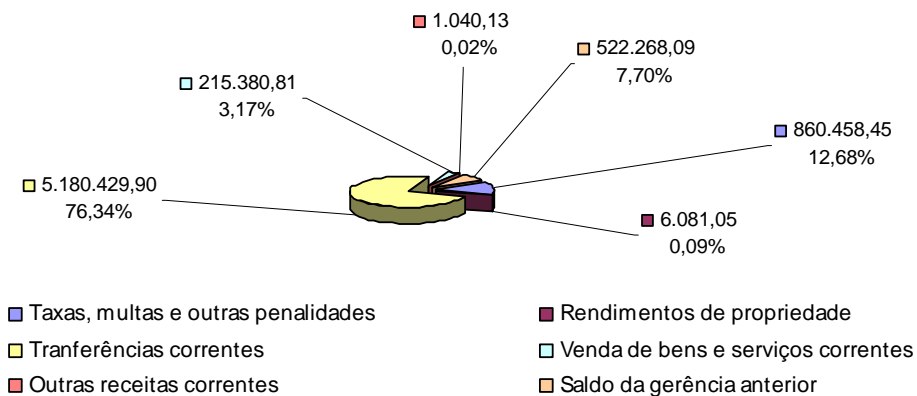 1.040,13
0,02%
522.268,09
7,70%
215.380,81
3,17%
860.458,45
12,68%
5.180.429,90
76,34%
6.081,05
0,09%
Taxas, multas e outras penalidades
Rendimentos de propriedade
Tranferências correntes
Venda de bens e serviços correntes
Outras receitas correntes
Saldo da gerência anterior